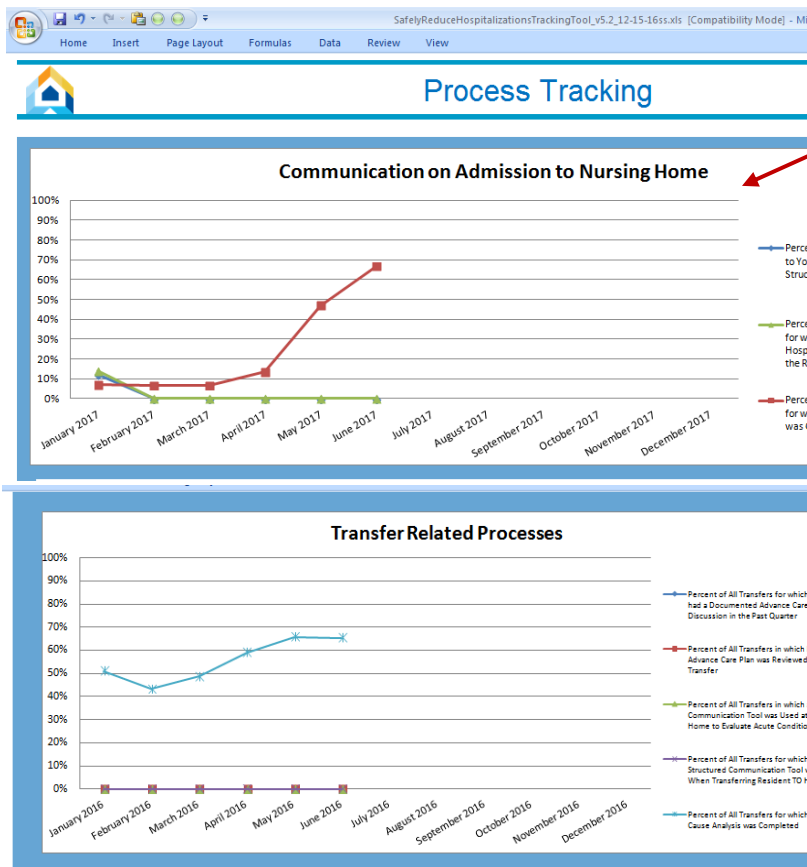 SafelyReduceHospitalizationsTrackingTool_v5.2_12-15-16ss.xls [Compatibility Mode] - Mi
Home Insert Page Layout Formulas Data Review View
Process Tracking
Communication on Admission to Nursing Home
100%
90%
80%
70%
60%
50%
40%
30%
20%
10%
0%
January 2017 February 2017 March 2017 April 2017 May 2017 June 2017 July 2017 August 2017 September 2017 October 2017 November 2017 December 2017
Perce
to Yo
Struc
Perce
for w
Hosp
the R
Perce
for w
was
Transfer Related Processes
100%
90%
80%
70%
60%
50%
40%
30%
20%
10%
0%
January 2016 February 2016 March 2016 April 2016 May 2016 June 2016 July 2016 August 2016 September 2016 October 2016 November 2016 December 2016
Percent of All Transfers for which
had a Documented Advance Care
Discussion in the Past Quarter
Percent of All Transfers in which
Advance Care Plan was Reviewed
Transfer
Percent of All Transfers in which
Communication Tool was Used at
Home to Evaluate Acute Conditio
Percent of All Transfers for which
Structured Communication Tool
When Transferring Resident TO
Percent of All Transfers for which
Cause Analysis was Completed